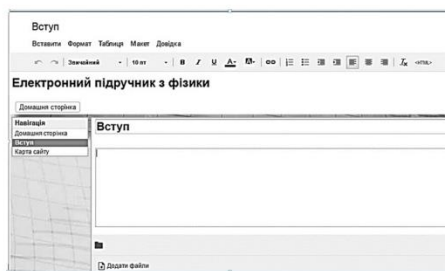 Вступ
Вставити Формат Таблиця Макет Довідка
Звичайний 10 пт B I U A <HTML>
Електронний підручник з фізики
Домашня сторінка
Навігація
Домашня сторінка
Вступ
Карта сайту
Вступ
Додати файли